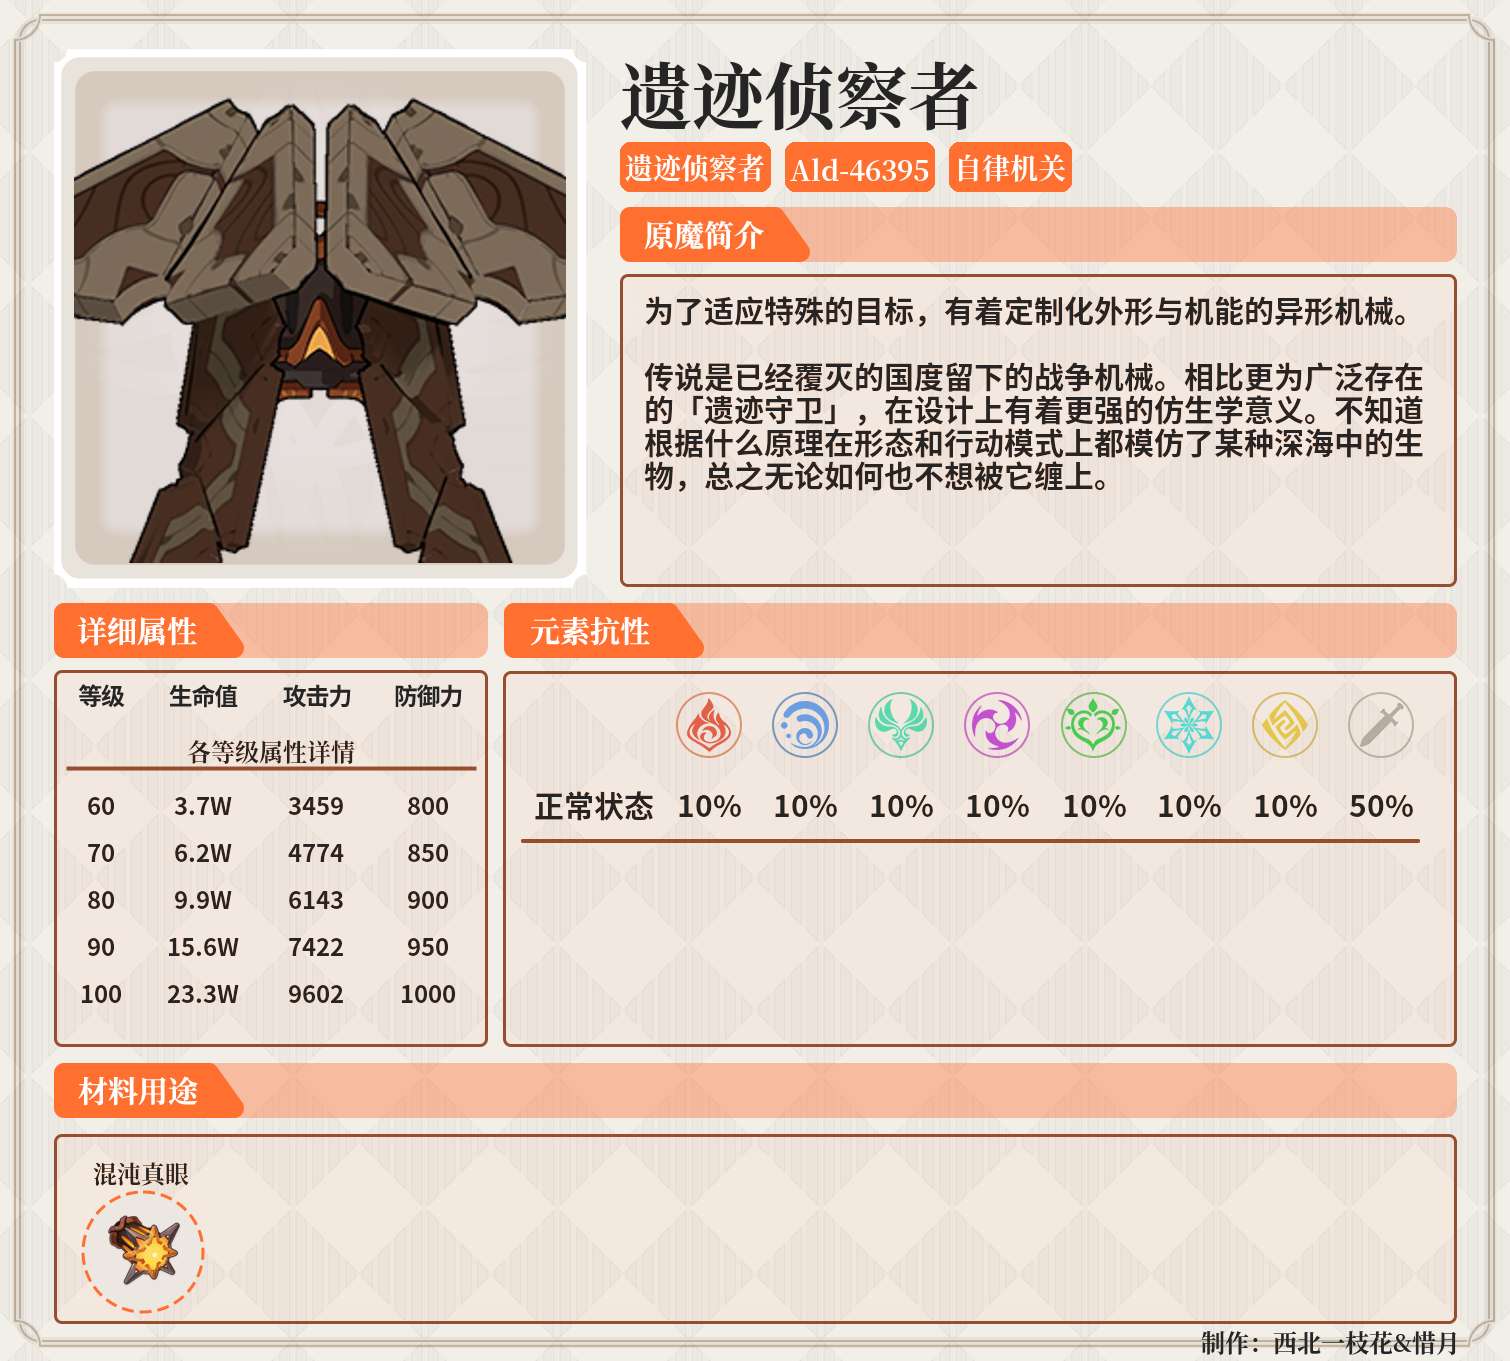 遗迹侦察者
遗迹侦察者 Ald-46395 自律机关
原魔简介
为了适应特殊的目标，有着定制化外形与机能的异形机械。
传说是已经覆灭的国度留下的战争机械。相比更为广泛存在
的「遗迹守卫」，在设计上有着更强的仿生学意义。不知道
根据什么原理在形态和行动模式上都模仿了某种深海中的生
物，总之无论如何也不想被它缠上。
详细属性
等级 生命值 攻击力 防御力
各等级属性详情
60 3.7W 3459 800
70 6.2W 4774 850
80 9.9W 6143 900
90 15.6W 7422 950
100 23.3W 9602 1000
元素抗性
正常状态 10% 10% 10% 10% 10% 10% 10% 50%
材料用途
混沌真眼
制作：西北一枝花&惜月